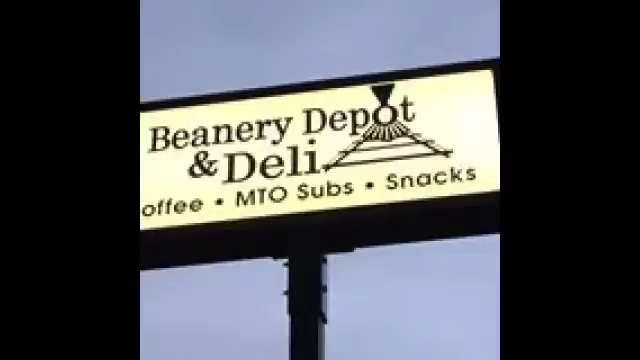 Beanery Depot
& Deli
offee • MTO Subs • Snacks